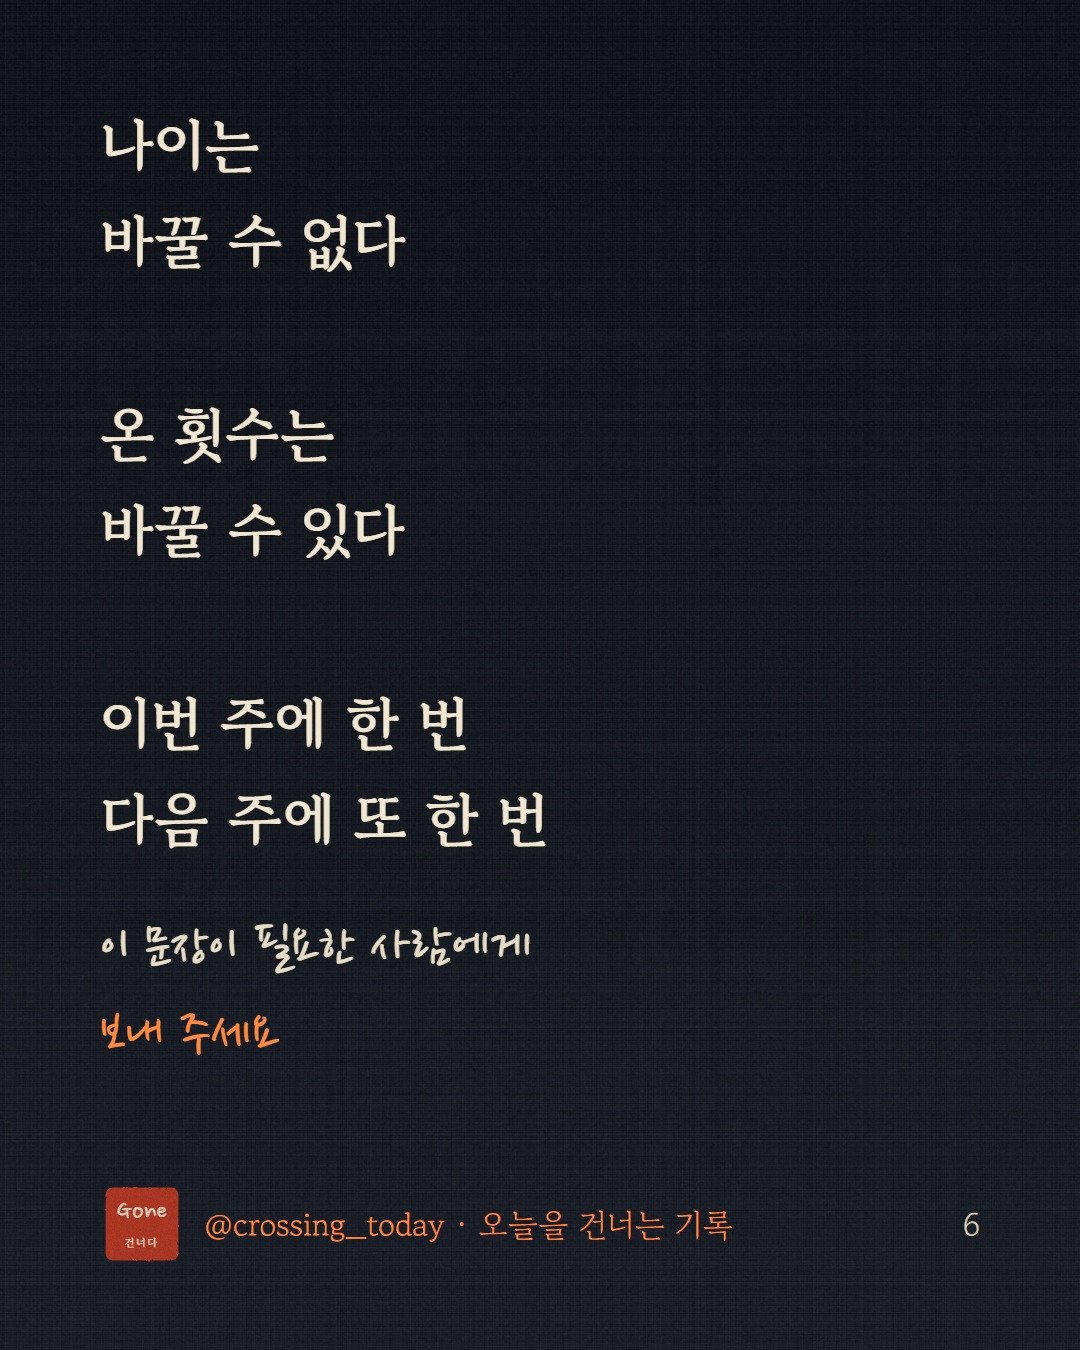 나이는
바꿀 수 없다
온 횟수는
바꿀 수 있다
이번 주에 한 번
다음 주에 또 한 번
이 문장이 필요한 사람에게
보내 주세요
Gone
건너다
@crossing_today · 오늘을 건너는 기록
6